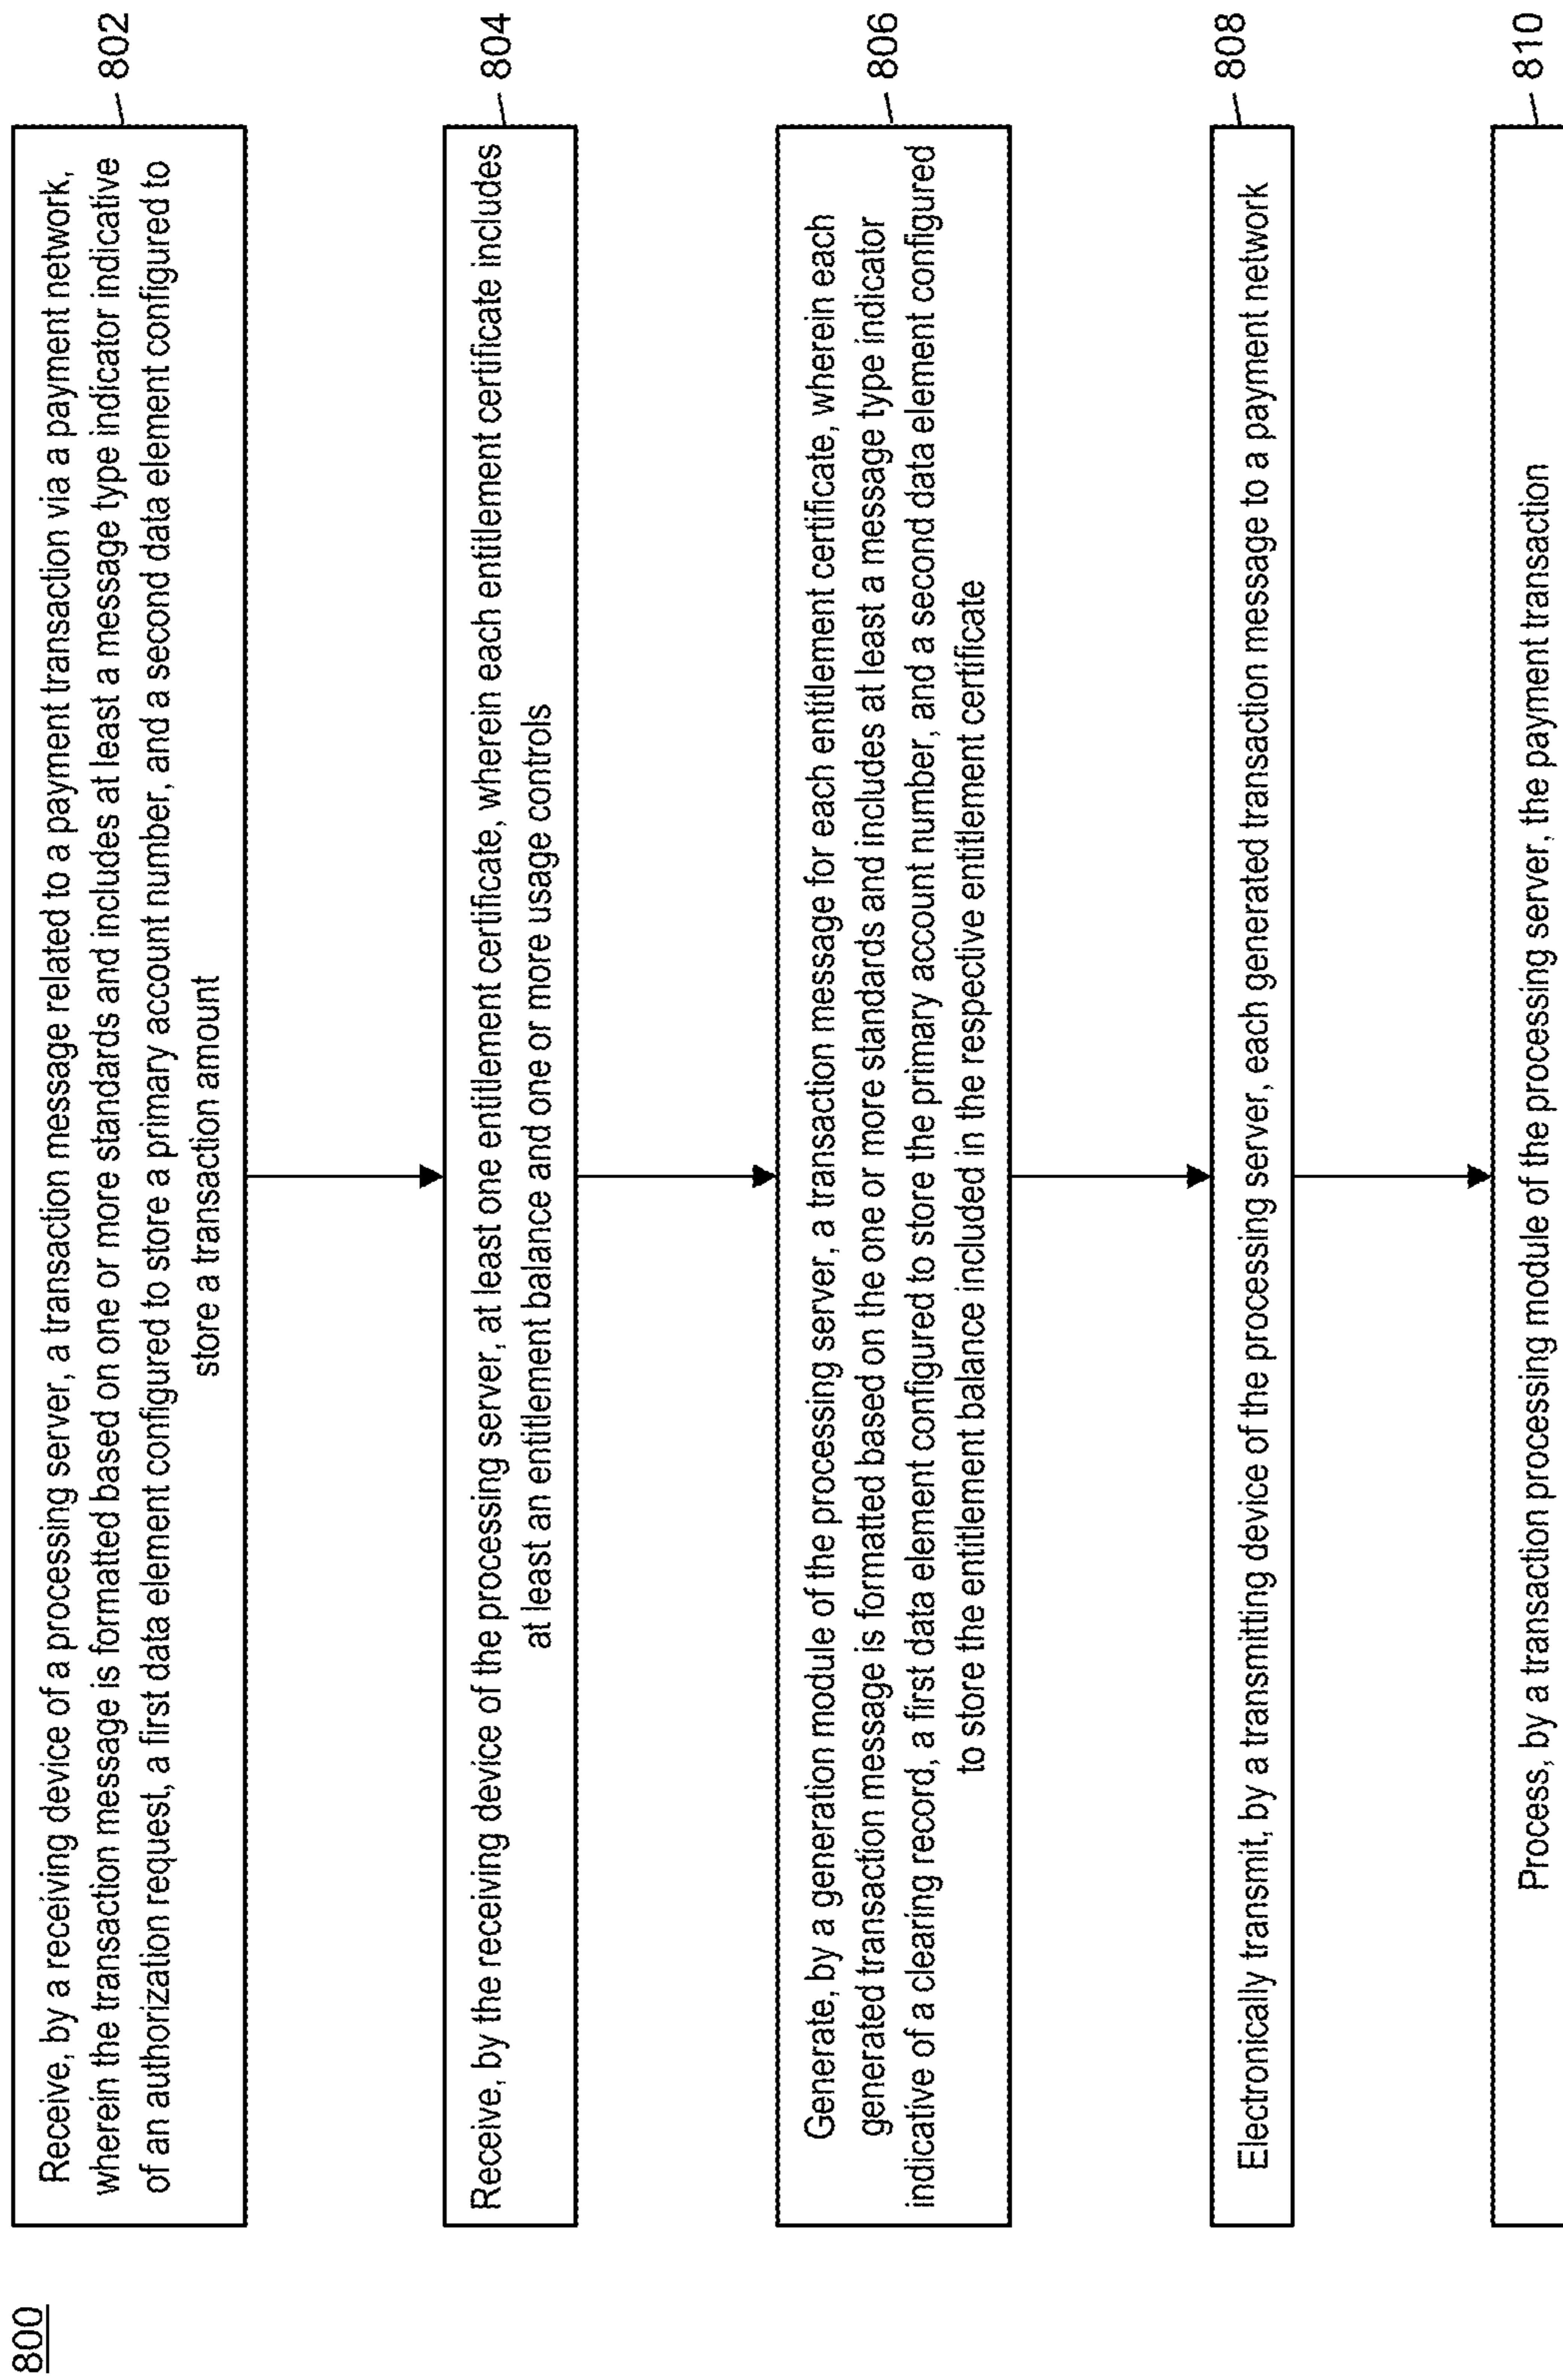 800
Receive, by a receiving device of a processing server, a transaction message related to a payment transaction via a payment network,
wherein the transaction message is formatted based on one or more standards and includes at least a message type indicator indicative
of an authorization request, a first data element configured to store a primary account number, and a second data element configured to
store a transaction amount
802
Receive, by the receiving device of the processing server, at least one entitlement certificate, wherein each entitlement certificate includes
at least an entitlement balance and one or more usage controls
804
Generate, by a generation module of the processing server, a transaction message for each entitlement certificate, wherein each
generated transaction message is formatted based on the one or more standards and includes at least a message type indicator
indicative of a clearing record, a first data element configured to store the primary account number, and a second data element configured
to store the entitlement balance included in the respective entitlement certificate
806
Electronically transmit, by a transmitting device of the processing server, each generated transaction message to a payment network
808
Process, by a transaction processing module of the processing server, the payment transaction
810